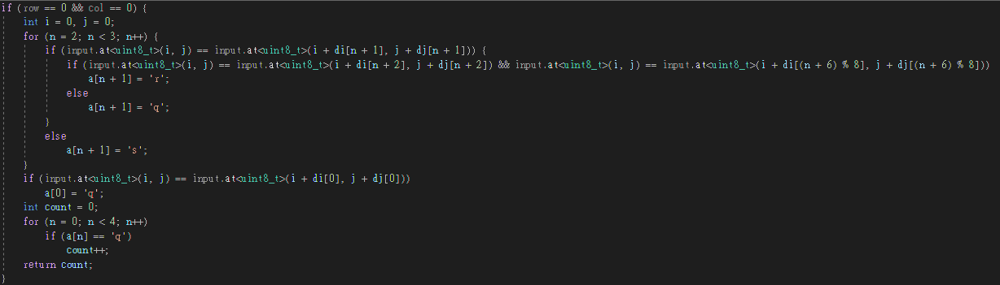 if (row == 0 && col == 0) {
int i = 0, j = 0;
for (n = 2; n < 3; n++) {
if (input.at<uint8_t>(i, j) == input.at<uint8_t>(i + di[n + 1], j + dj[n + 1])) {
if (input.at<uint8_t>(i, j) == input.at<uint8_t>(i + di[n + 2], j + dj[n + 2]) && input.at<uint8_t>(i, j) == input.at<uint8_t>(i + di[(n + 6) % 8], j + dj[(n + 6) % 8]))
a[n + 1] = 'r';
else
a[n + 1] = 'q';
}
else
a[n + 1] = 's';
}
if (input.at<uint8_t>(i, j) == input.at<uint8_t>(i + di[0], j + dj[0]))
a[0] = 'q';
int count = 0;
for (n = 0; n < 4; n++)
if (a[n] == 'q')
count++;
return count;
}